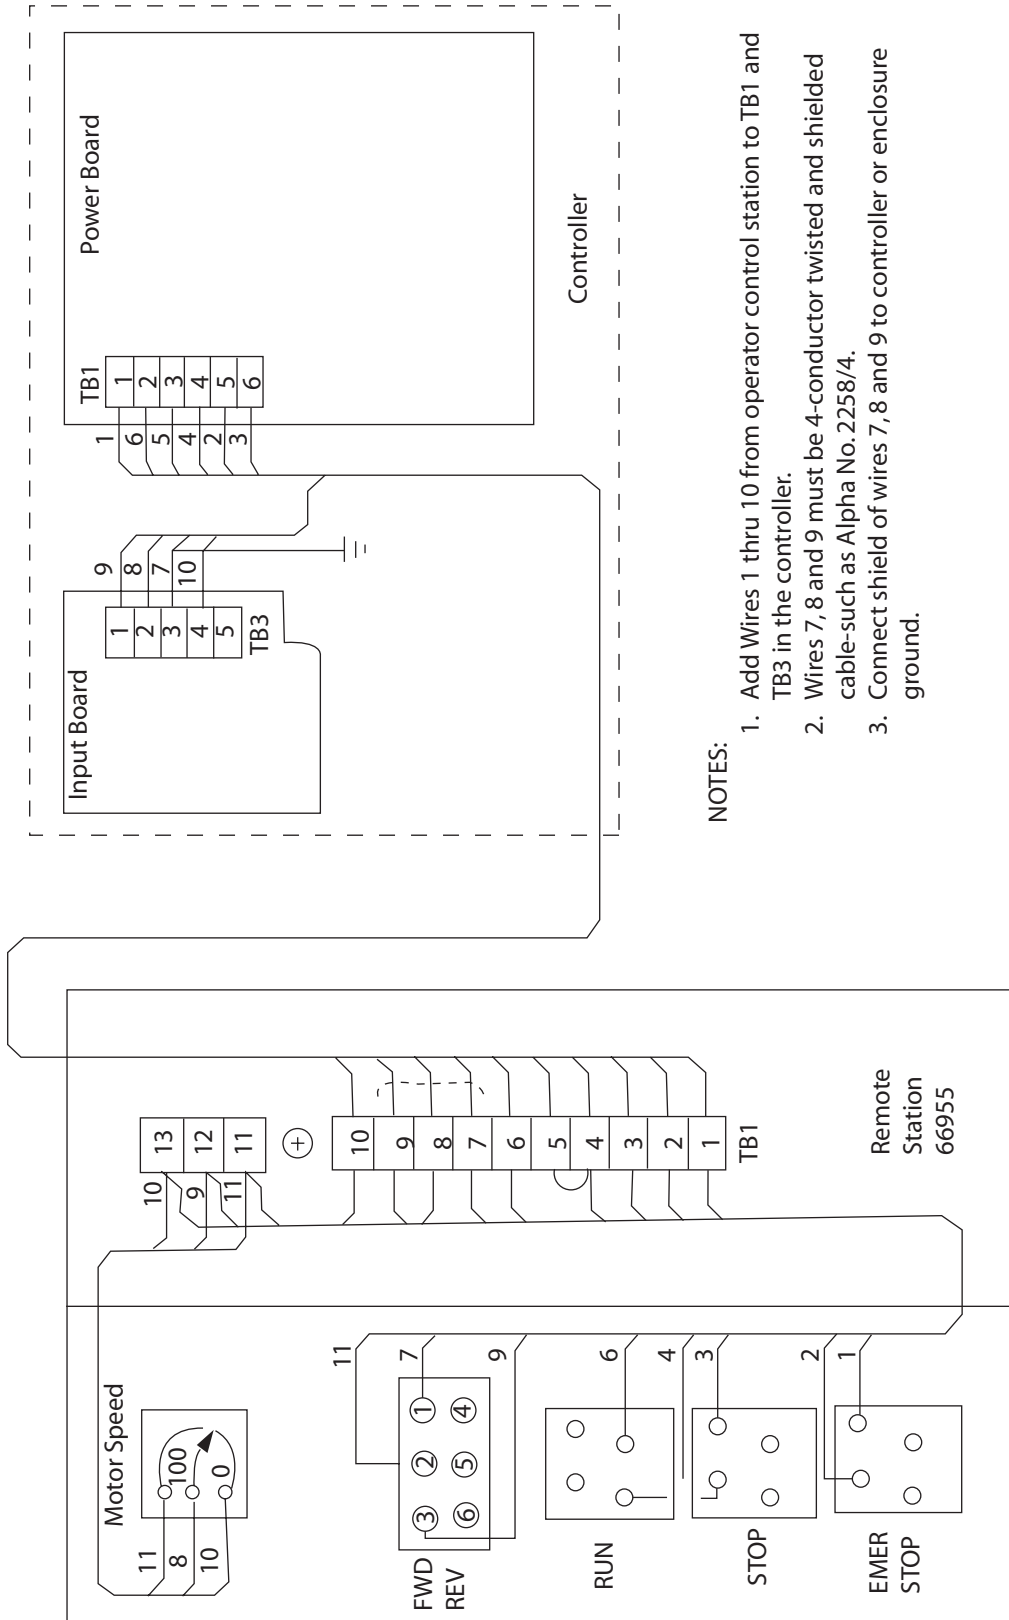 Motor Speed
11
8
10
100
0
10
9
11
13
12
11
FWD
REV
11
7
9
3
2
1
6
5
4
RUN
6
4
STOP
3
EMER
STOP
2
1
10
9
8
7
6
5
4
3
2
1
TB1
Remote
Station
66955
Input Board
9
8
7
10
1
2
3
4
5
TB3
Power Board
TB1
1
6
5
4
2
3
1
2
3
4
5
6
Controller
NOTES:
1. Add Wires 1 thru 10 from operator control station to TB1 and
TB3 in the controller.
2. Wires 7, 8 and 9 must be 4-conductor twisted and shielded
cable-such as Alpha No. 2258/4.
3. Connect shield of wires 7, 8 and 9 to controller or enclosure
ground.